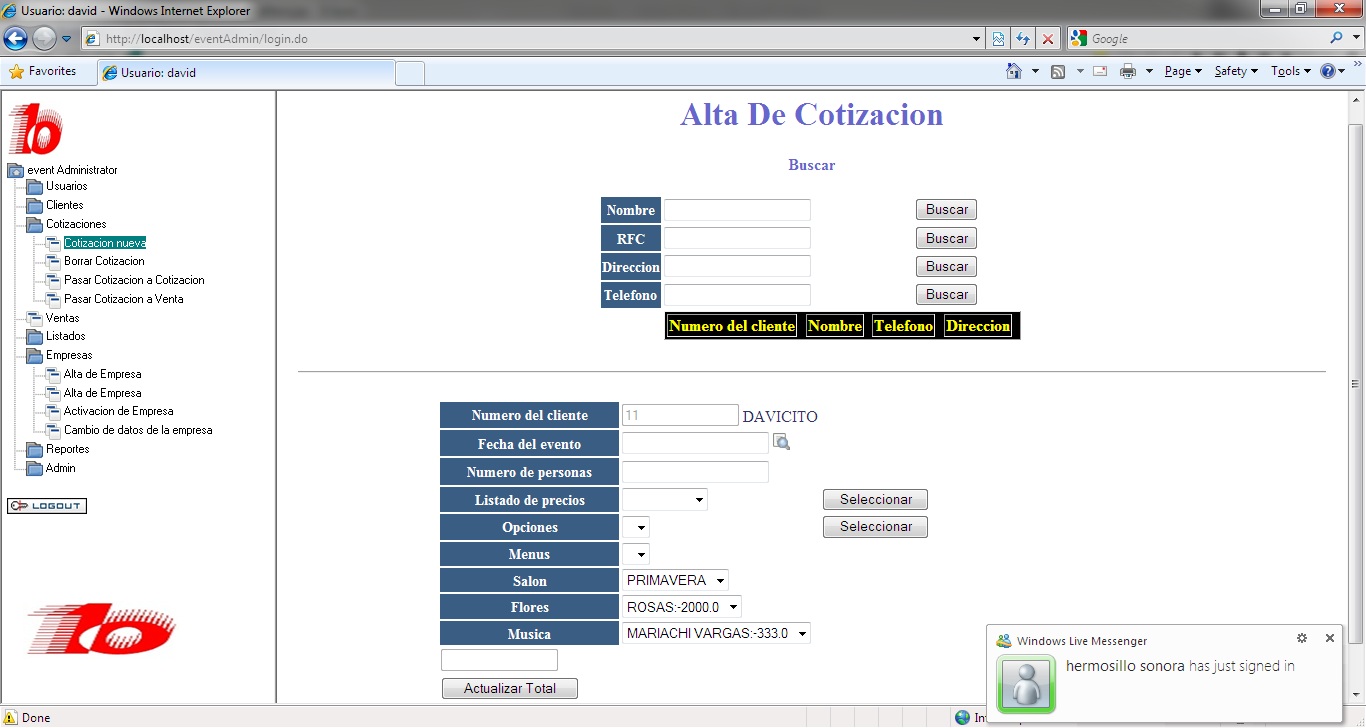 Usuario: david - Windows Internet Explorer
http://localhost/eventAdmin/login.do
Google
Favorites
Usuario: david
Page
Safety
Tools
event Administrator
Usuarios
Clientes
Cotizaciones
Cotizacion nueva
Borrar Cotizacion
Pasar Cotizacion a Cotizacion
Pasar Cotizacion a Venta
Ventas
Listados
Empresas
Alta de Empresa
Alta de Empresa
Activacion de Empresa
Cambio de datos de la empresa
Reportes
Admin
LOGOUT
Alta De Cotizacion
Buscar
Nombre Buscar
RFC Buscar
Direccion Buscar
Telefono Buscar
Numero del cliente Nombre Telefono Direccion
Numero del cliente 11 DAVICITO
Fecha del evento
Numero de personas
Listado de precios Seleccionar
Opciones Seleccionar
Menus
Salon PRIMAVERA
Flores ROSAS:-2000.0
Musica MARIACHI VARGAS:-333.0
Actualizar Total
Windows Live Messenger
hermosillo sonora has just signed in
Done